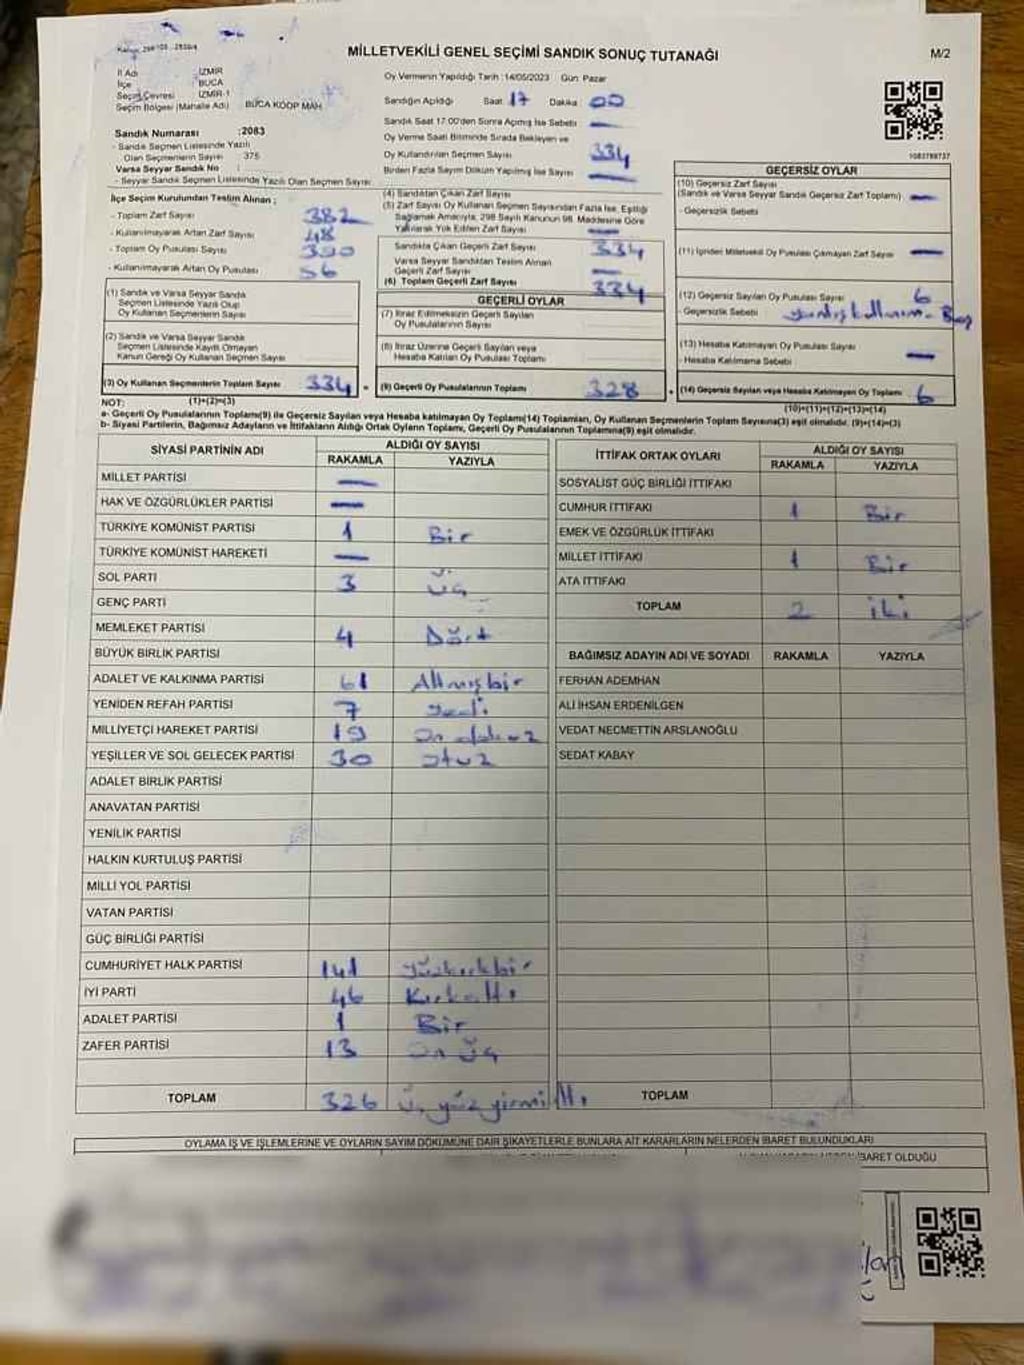 MİLLETVEKİLİ GENEL SEÇİMİ SANDIK SONUÇ TUTANAĞI
M/2
İl Adı : İZMİR
İlçe : BUCA
Seçim Çevresi : İZMİR-1
Seçim Bölgesi (Mahalle Adı) : BUCA KOOP MAH.
Oy Vermenin Yapıldığı Tarih :14/05/2023 Gün: Pazar
Sandığın Açıldığı Saat 17 Dakika 00
Sandık Saat 17:00'den Sonra Açımış İse Sebebi —
Oy Verme Saati Bitiminde Sırada Bekleyen ve
Oy Kullandırılan Seçmen Sayısı 334
Birden Fazla Sayım Döküm Yapılmış İse Sayısı —
1083789737
Sandık Numarası :2083
- Sandık Seçmen Listesinde Yazılı
Olan Seçmenlerin Sayısı : 375
Varsa Seyyar Sandık No :
- Seyyar Sandık Seçmen Listesinde Yazılı Olan Seçmen Sayısı:
İlçe Seçim Kurulundan Teslim Alınan ;
- Toplam Zarf Sayısı 382
- Kullanılmayarak Artan Zarf Sayısı 48
- Toplam Oy Pusulası Sayısı 390
- Kullanılmayarak Artan Oy Pusulası 56
(4) Sandıktan Çıkan Zarf Sayısı
(5) Zarf Sayısı Oy Kullanan Seçmen Sayısından Fazla İse, Eşitliği
Sağlamak Amacıyla, 298 Sayılı Kanunun 98. Maddesine Göre
Yakılarak Yok Edilen Zarf Sayısı —
Sandıkta Çıkan Geçerli Zarf Sayısı 334
Varsa Seyyar Sandıktan Teslim Alınan
Geçerli Zarf Sayısı —
(6) Toplam Geçerli Zarf Sayısı 334
GEÇERSİZ OYLAR
(10) Geçersiz Zarf Sayısı
(Sandık ve Varsa Seyyar Sandık Geçersiz Zarf Toplamı) —
- Geçersizlik Sebebi
(11) İçinden Milletvekili Oy Pusulası Çıkmayan Zarf Sayısı —
(12) Geçersiz Sayılan Oy Pusulası Sayısı 6
- Geçersizlik Sebebi
(13) Hesaba Katılmayan Oy Pusulası Sayısı —
- Hesaba Katılmama Sebebi
(14) Geçersiz Sayılan veya Hesaba Katılmayan Oy Toplamı 6
(10)+(11)+(12)+(13)=(14)
(1) Sandık ve Varsa Seyyar Sandık
Seçmen Listesinde Yazılı Olup
Oy Kullanan Seçmenlerin Sayısı
(2) Sandık ve Varsa Seyyar Sandık
Seçmen Listesinde Kayıtlı Olmayan
Kanun Gereği Oy Kullanan Seçmen Sayısı
(3) Oy Kullanan Seçmenlerin Toplam Sayısı 334
(1)+(2)=(3)
GEÇERLİ OYLAR
(7) İtiraz Edilmeksizin Geçerli Sayılan
Oy Pusulalarının Sayısı
(8) İtiraz Üzerine Geçerli Sayılan veya
Hesaba Katılan Oy Pusulası Toplamı
(9) Geçerli Oy Pusulalarının Toplamı 328
NOT:
a- Geçerli Oy Pusulalarının Toplamı(9) ile Geçersiz Sayılan veya Hesaba katılmayan Oy Toplamı(14) Toplamları, Oy Kullanan Seçmenlerin Toplam Sayısına(3) eşit olmalıdır. (9)+(14)=(3)
b- Siyasi Partilerin, Bağımsız Adayların ve İttifakların Aldığı Ortak Oyların Toplamı, Geçerli Oy Pusulalarının Toplamına(9) eşit olmalıdır.
SİYASİ PARTİNİN ADI
ALDIĞI OY SAYISI
RAKAMLA YAZIYLA
MİLLET PARTİSİ —
HAK VE ÖZGÜRLÜKLER PARTİSİ —
TÜRKİYE KOMÜNİST PARTİSİ 1 Bir
TÜRKİYE KOMÜNİST HAREKETİ —
SOL PARTİ 3 Üç
GENÇ PARTİ
MEMLEKET PARTİSİ 4 Dört
BÜYÜK BİRLİK PARTİSİ
ADALET VE KALKINMA PARTİSİ 61 Altmışbir
YENİDEN REFAH PARTİSİ 7 yedi
MİLLİYETÇİ HAREKET PARTİSİ 19 On dokuz
YEŞİLLER VE SOL GELECEK PARTİSİ 30 Otuz
ADALET BİRLİK PARTİSİ
ANAVATAN PARTİSİ
YENİLİK PARTİSİ
HALKIN KURTULUŞ PARTİSİ
MİLLİ YOL PARTİSİ
VATAN PARTİSİ
GÜÇ BİRLİĞİ PARTİSİ
CUMHURİYET HALK PARTİSİ 141 yüzkırkbir
İYİ PARTİ 46 Kırkaltı
ADALET PARTİSİ 1 Bir
ZAFER PARTİSİ 13 On Üç
TOPLAM 326 Üç yüz yirmi Altı
İTTİFAK ORTAK OYLARI
ALDIĞI OY SAYISI
RAKAMLA YAZIYLA
SOSYALİST GÜÇ BİRLİĞİ İTTİFAKI
CUMHUR İTTİFAKI 1 Bir
EMEK VE ÖZGÜRLÜK İTTİFAKI
MİLLET İTTİFAKI 1 Bir
ATA İTTİFAKI
TOPLAM 2 iki
BAĞIMSIZ ADAYIN ADI VE SOYADI RAKAMLA YAZIYLA
FERHAN ADEMHAN
ALİ İHSAN ERDENİLGEN
VEDAT NECMETTİN ARSLANOĞLU
SEDAT KABAY
TOPLAM
OYLAMA İŞ VE İŞLEMLERİNE VE OYLARIN SAYIM DÖKÜMÜNE DAİR ŞİKAYETLERLE BUNLARA AİT KARARLARIN NELERDEN İBARET BULUNDUKLARI
İBARET OLDUĞU